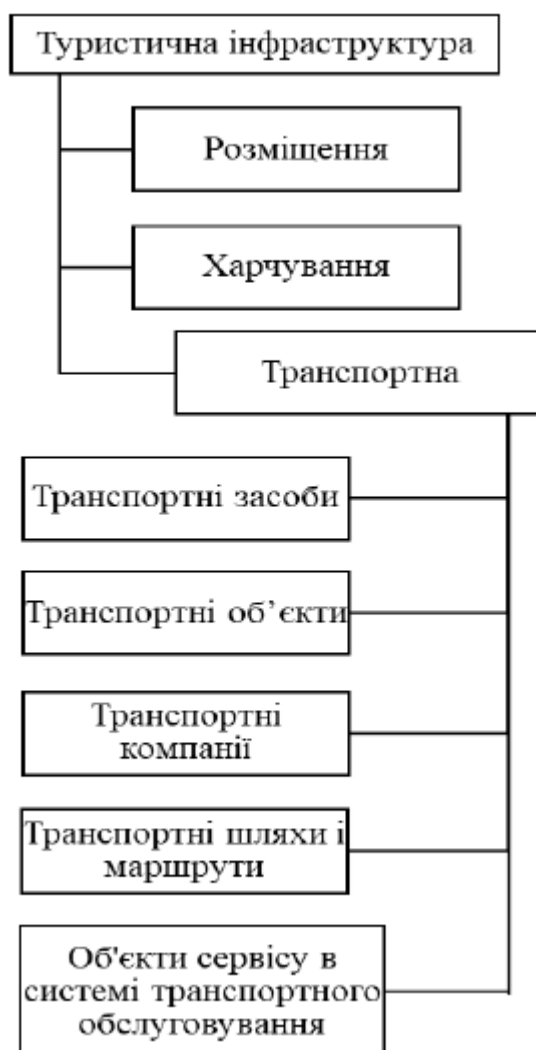 Туристична інфраструктура
Розміщення
Харчування
Транспортна
Транспортні засоби
Транспортні об’єкти
Транспортні
компанії
Транспортні шляхи і
маршрути
Об'єкти сервісу в
системі транспортного
обслуговування